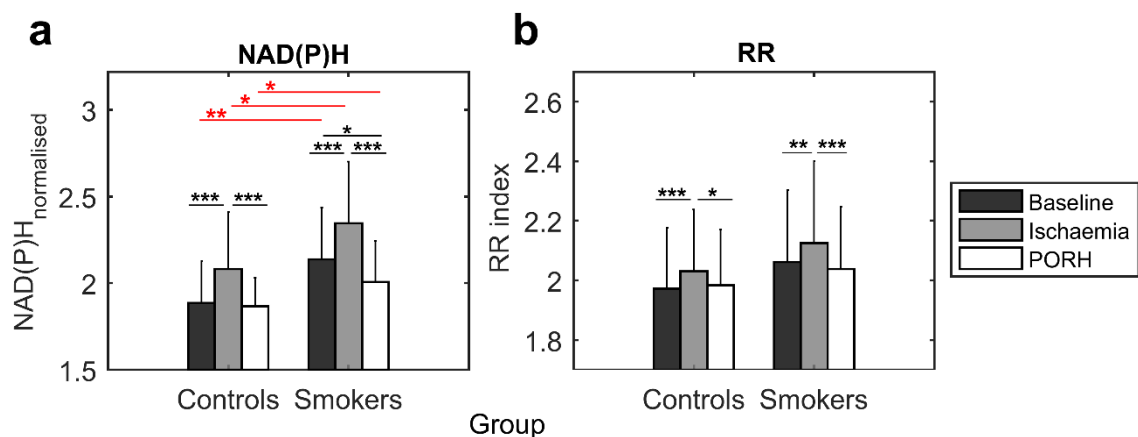 a
NAD(P)H
NAD(P)Hnormalised
3
2.5
2
1.5
*
*
**
*
*** ***
*** ***
Controls Smokers
b
RR
RR index
2.6
2.4
2.2
2
1.8
** ***
*** *
Controls Smokers
Group
Baseline
Ischaemia
PORH